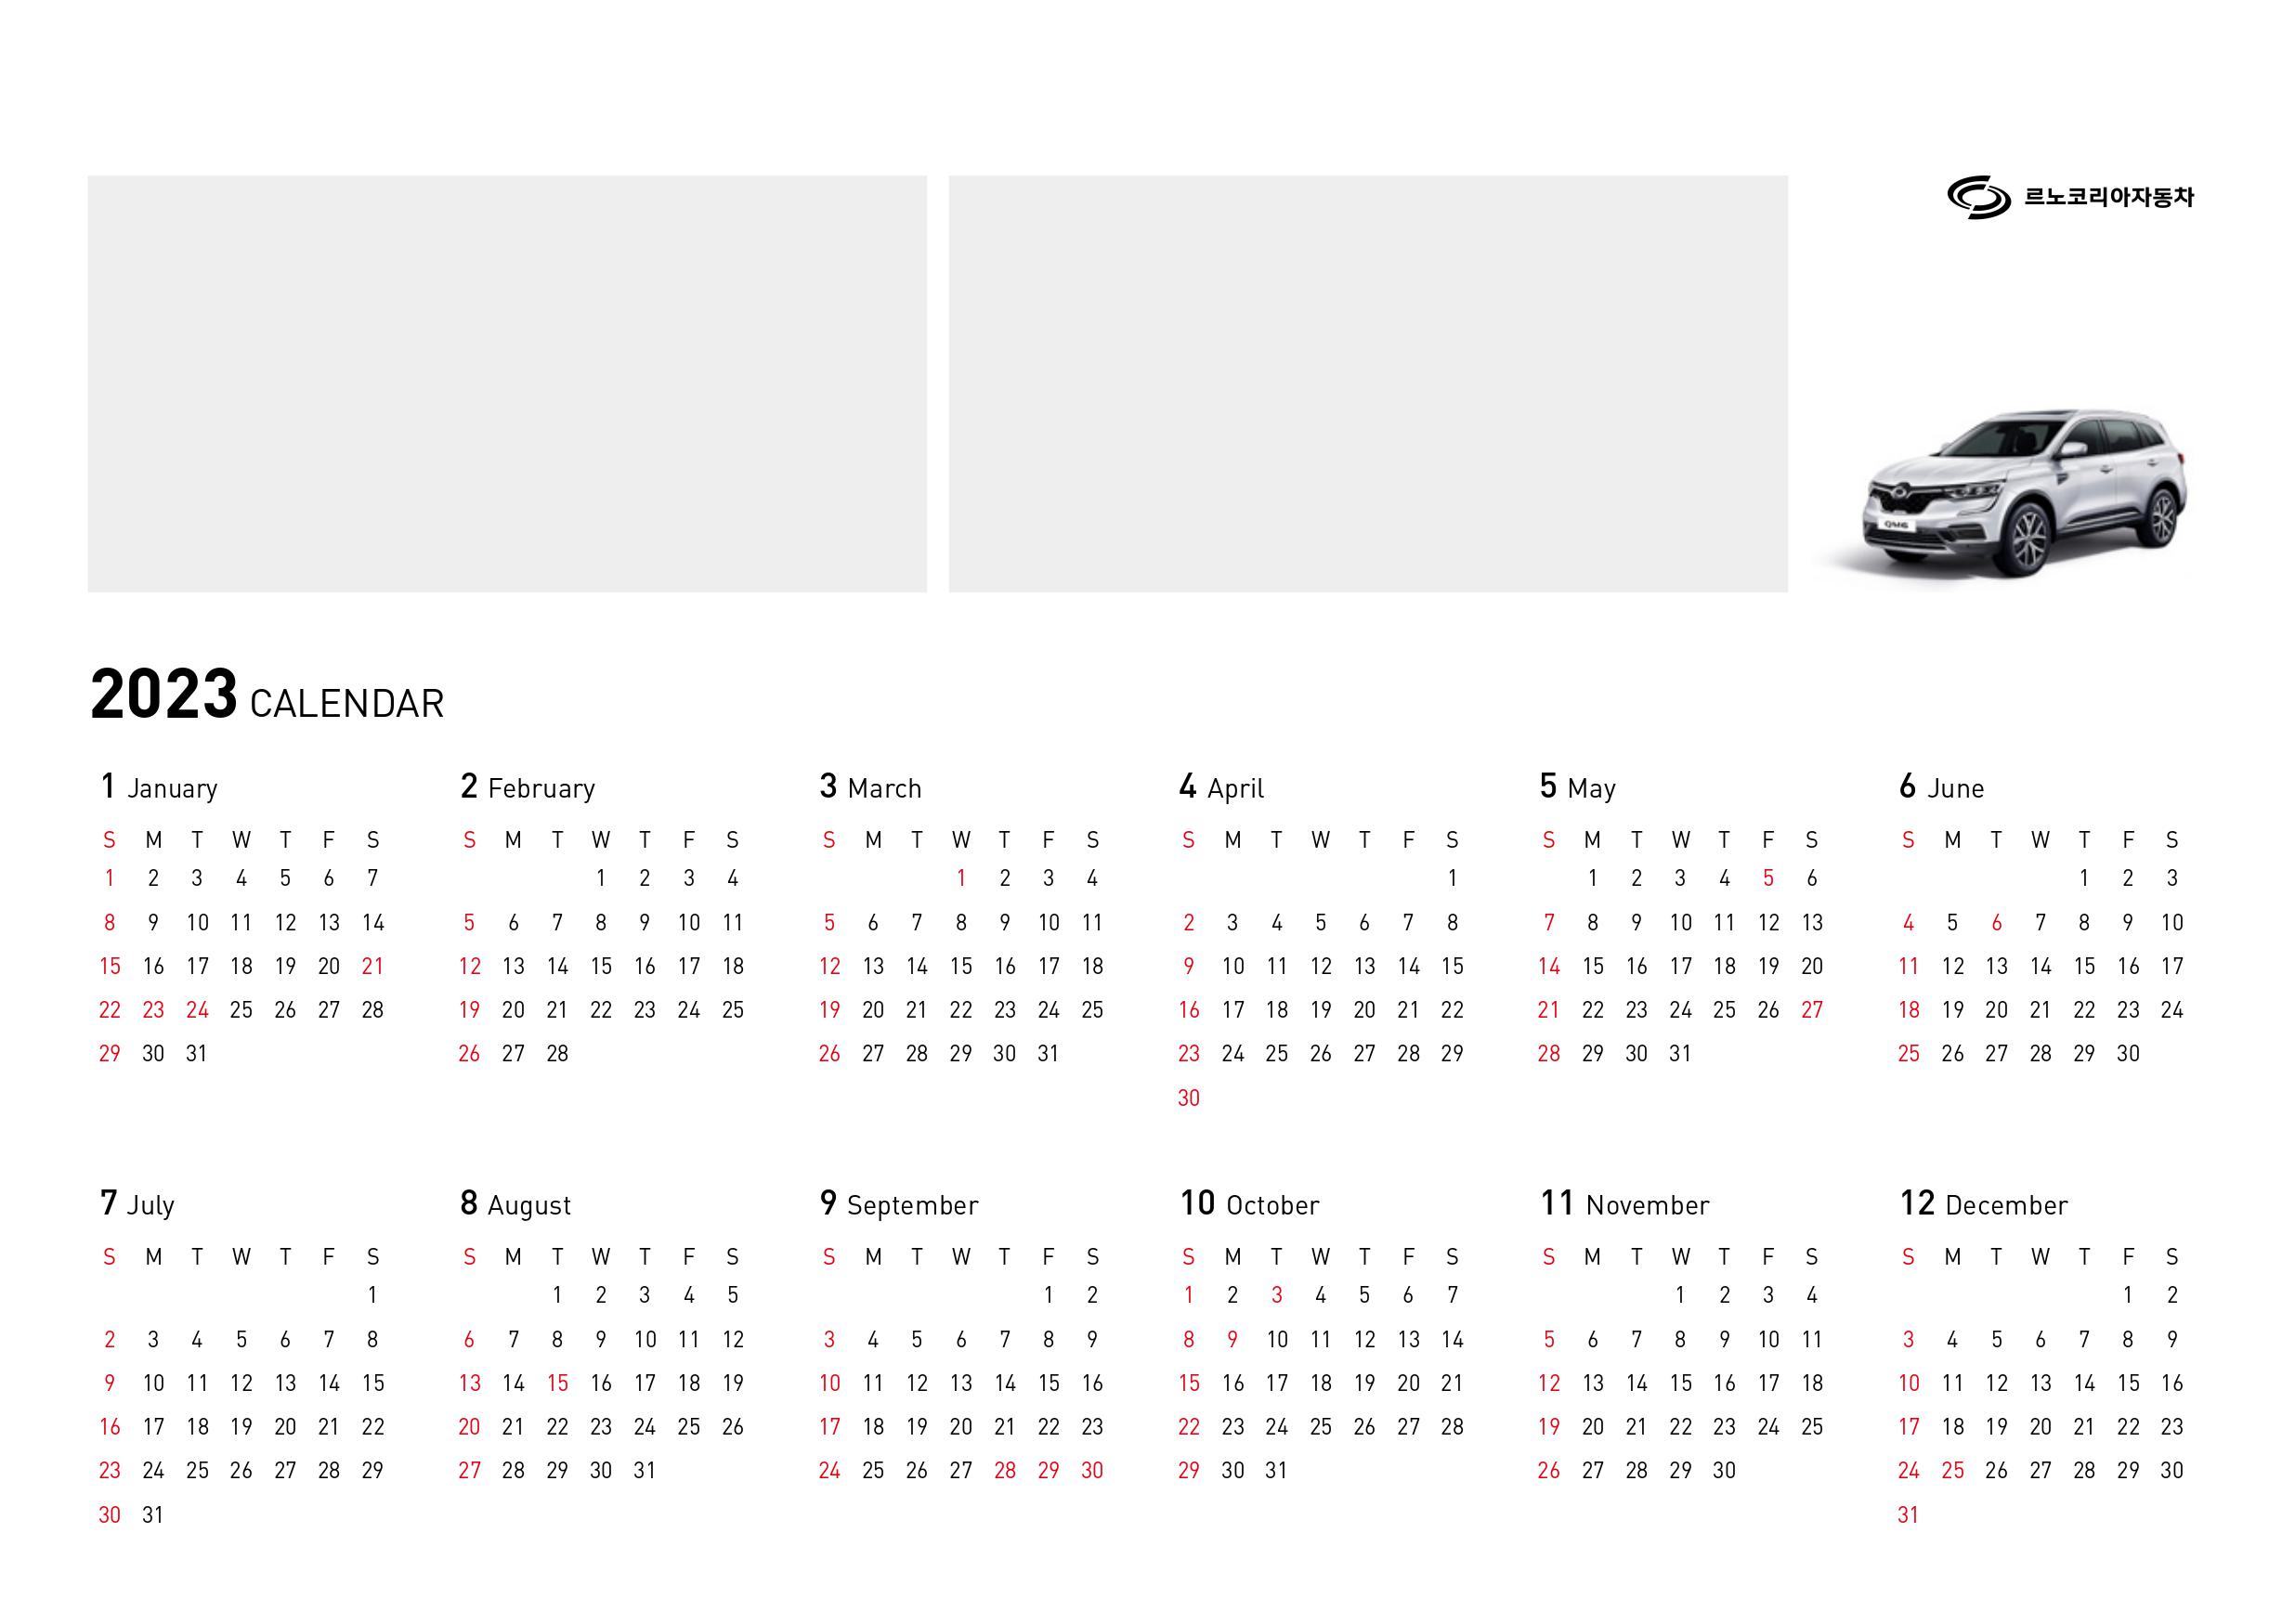 르노코리아자동차
QM6
2023 CALENDAR
1 January
S M T W T F S
1 2 3 4 5 6 7
8 9 10 11 12 13 14
15 16 17 18 19 20 21
22 23 24 25 26 27 28
29 30 31
2 February
S M T W T F S
1 2 3 4
5 6 7 8 9 10 11
12 13 14 15 16 17 18
19 20 21 22 23 24 25
26 27 28
3 March
S M T W T F S
1 2 3 4
5 6 7 8 9 10 11
12 13 14 15 16 17 18
19 20 21 22 23 24 25
26 27 28 29 30 31
4 April
S M T W T F S
1
2 3 4 5 6 7 8
9 10 11 12 13 14 15
16 17 18 19 20 21 22
23 24 25 26 27 28 29
30
5 May
S M T W T F S
1 2 3 4 5 6
7 8 9 10 11 12 13
14 15 16 17 18 19 20
21 22 23 24 25 26 27
28 29 30 31
6 June
S M T W T F S
1 2 3
4 5 6 7 8 9 10
11 12 13 14 15 16 17
18 19 20 21 22 23 24
25 26 27 28 29 30
7 July
S M T W T F S
1
2 3 4 5 6 7 8
9 10 11 12 13 14 15
16 17 18 19 20 21 22
23 24 25 26 27 28 29
30 31
8 August
S M T W T F S
1 2 3 4 5
6 7 8 9 10 11 12
13 14 15 16 17 18 19
20 21 22 23 24 25 26
27 28 29 30 31
9 September
S M T W T F S
1 2
3 4 5 6 7 8 9
10 11 12 13 14 15 16
17 18 19 20 21 22 23
24 25 26 27 28 29 30
10 October
S M T W T F S
1 2 3 4 5 6 7
8 9 10 11 12 13 14
15 16 17 18 19 20 21
22 23 24 25 26 27 28
29 30 31
11 November
S M T W T F S
1 2 3 4
5 6 7 8 9 10 11
12 13 14 15 16 17 18
19 20 21 22 23 24 25
26 27 28 29 30
12 December
S M T W T F S
1 2
3 4 5 6 7 8 9
10 11 12 13 14 15 16
17 18 19 20 21 22 23
24 25 26 27 28 29 30
31